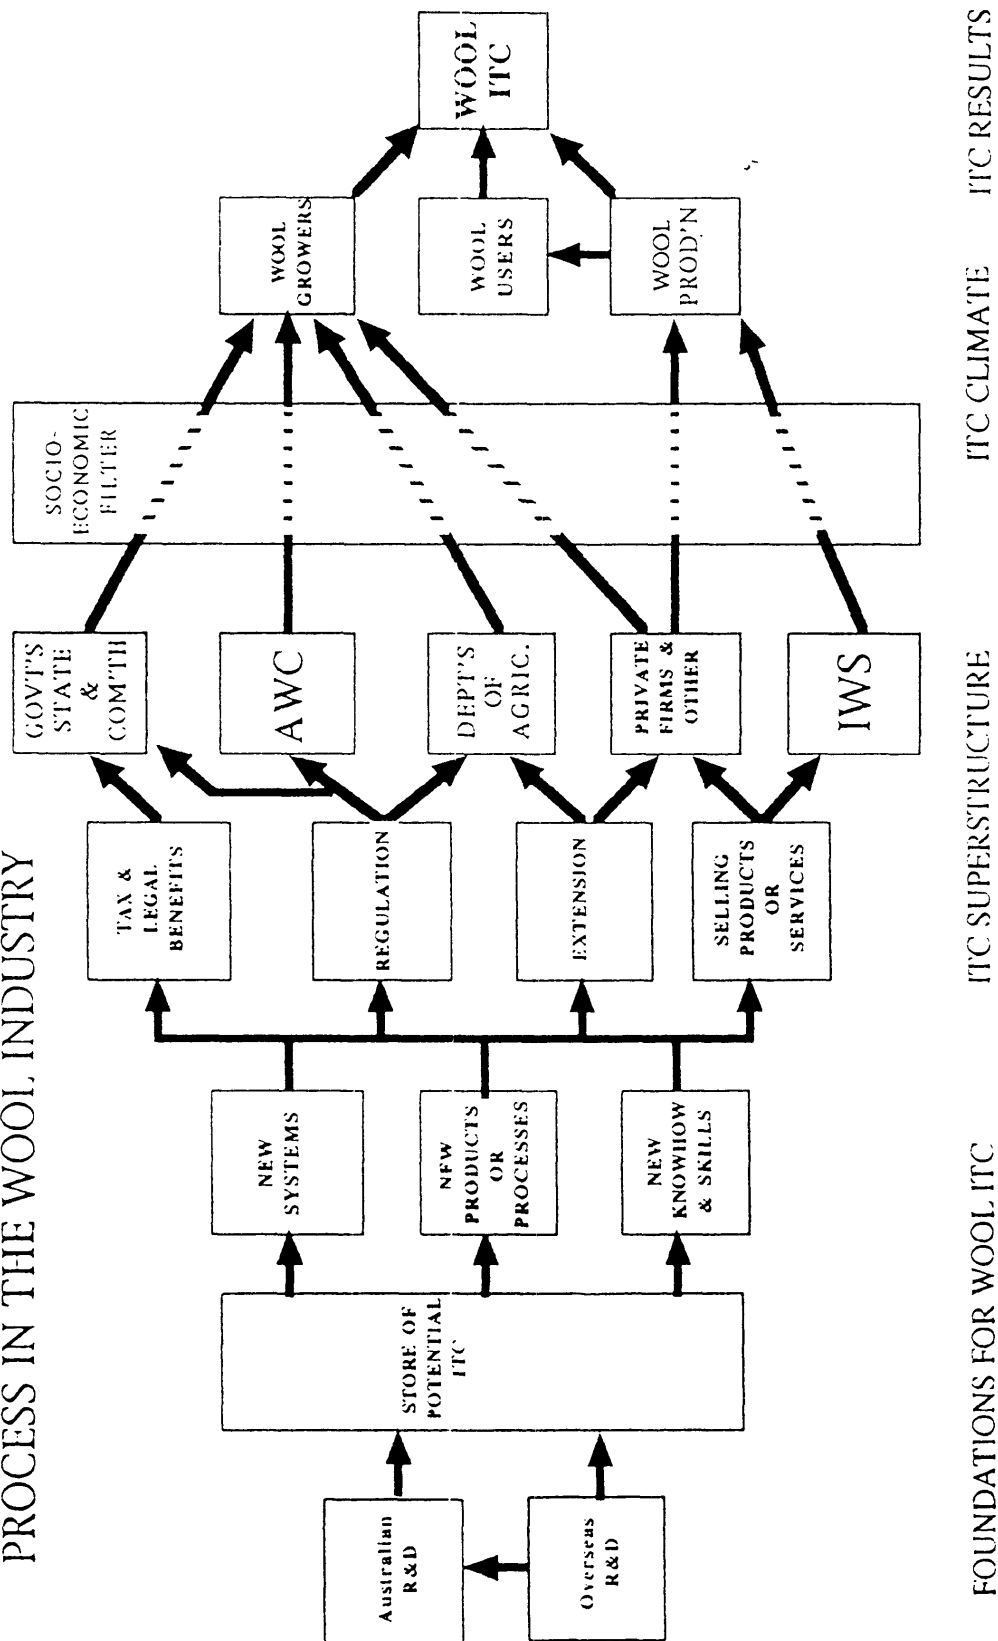 PROCESS IN THE WOOL INDUSTRY
Australian
R&D
Overseas
R&D
STORE OF
POTENTIAL
ITC
NEW
SYSTEMS
NEW
PRODUCTS
OR
PROCESSES
NEW
KNOWHOW
& SKILLS
TAX &
LEGAL
BENEFITS
REGULATION
EXTENSION
SELLING
PRODUCTS
OR
SERVICES
GOVT'S
STATE
&
COM'TH
AWC
DEPT'S
OF
AGRIC.
PRIVATE
FIRMS &
OTHER
IWS
SOCIO-
ECONOMIC
FILTER
WOOL
GROWERS
WOOL
USERS
WOOL
PROD'N
WOOL
ITC
FOUNDATIONS FOR WOOL ITC
ITC SUPERSTRUCTURE
ITC CLIMATE
ITC RESULTS